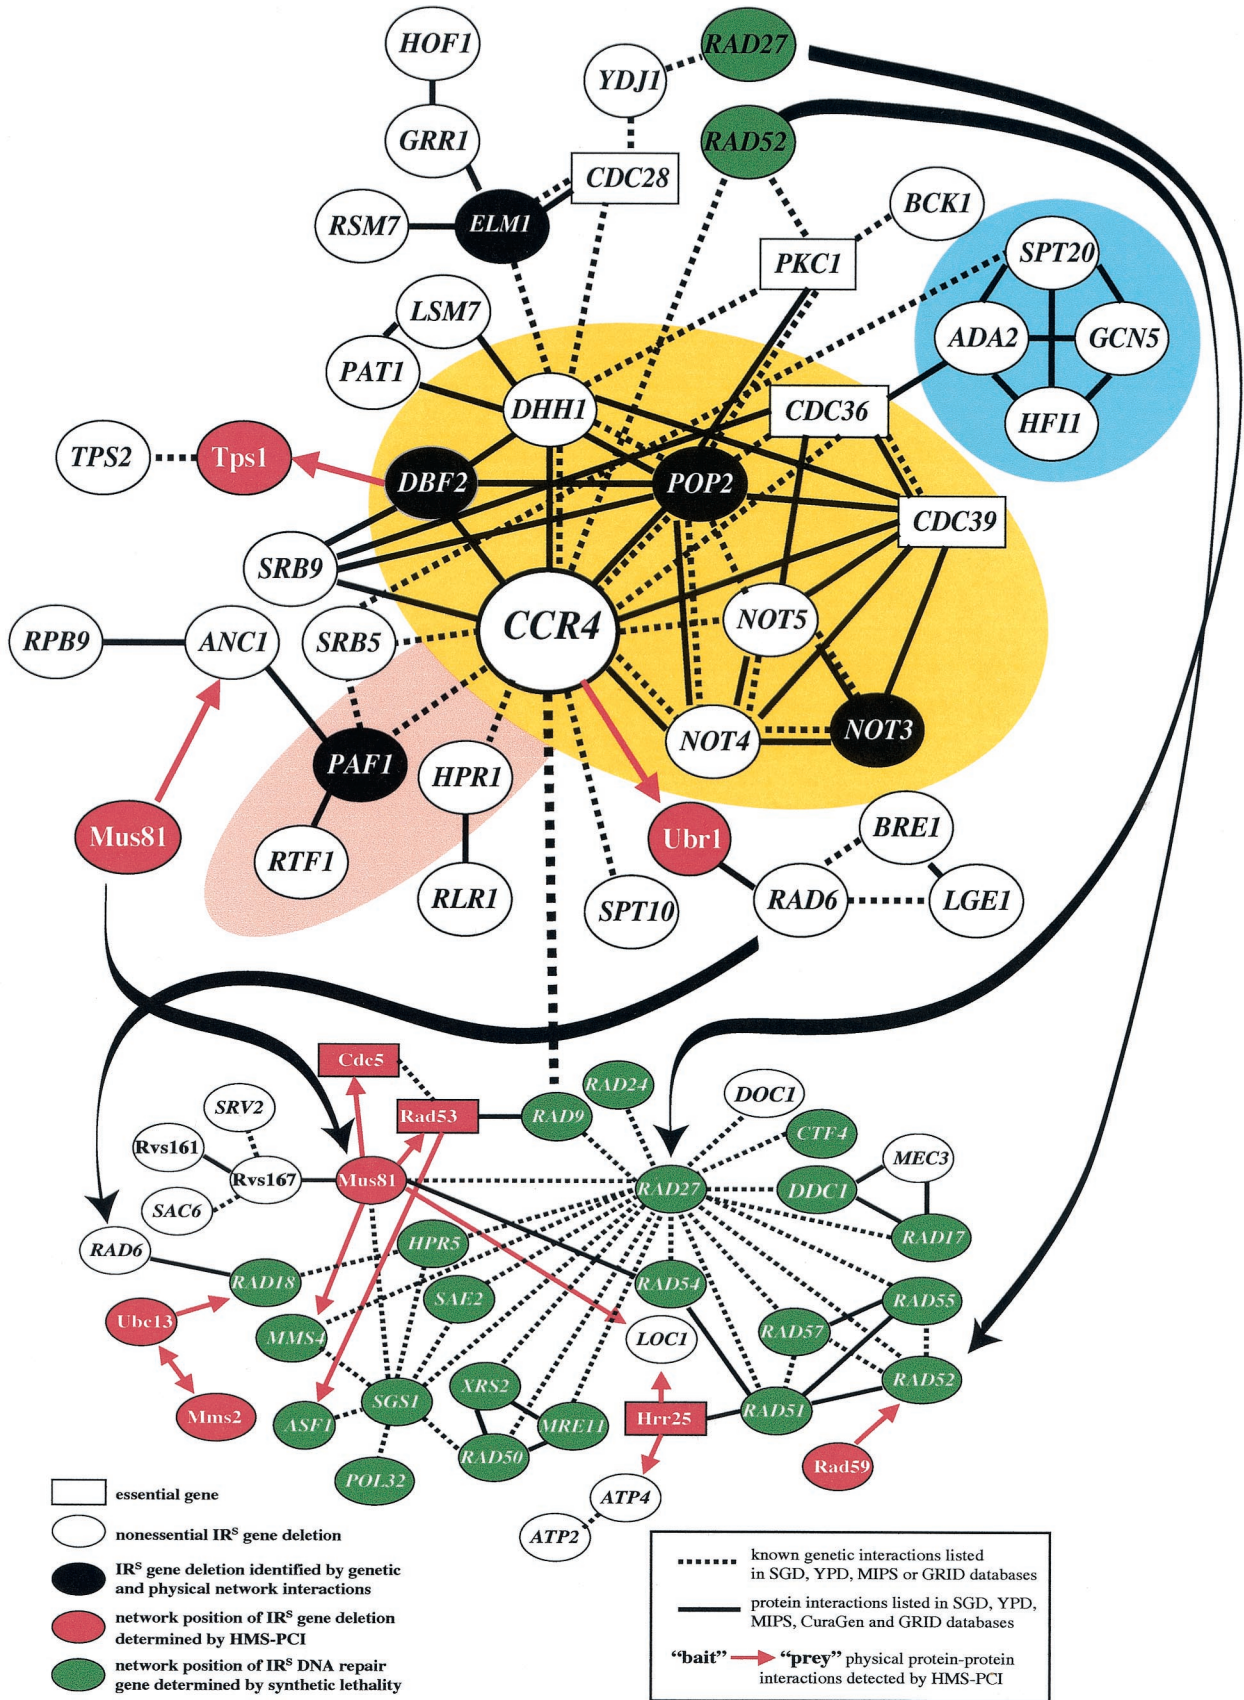 HOF1
RAD27
YDJ1
GRR1
RAD52
CDC28
BCK1
RSM7
ELM1
SPT20
PKC1
LSM7
ADA2
GCN5
PAT1
DHH1
CDC36
HFI1
TPS2
Tps1
DBF2
POP2
CDC39
SRB9
CCR4
NOT5
RPB9
ANC1
SRB5
NOT4
NOT3
PAF1
HPR1
Mus81
Ubr1
BRE1
RTF1
RLR1
SPT10
RAD6
LGE1
Cdc5
RAD24
DOC1
SRV2
Rad53
RAD9
CTF4
Rvs161
MEC3
Rvs167
Mus81
RAD27
DDC1
SAC6
RAD17
RAD6
HPR5
RAD18
SAE2
RAD54
RAD55
Ubc13
MMS4
LOC1
RAD57
RAD52
XRS2
SGS1
Mms2
ASF1
MRE11
Hrr25
RAD51
RAD50
Rad59
POL32
ATP4
ATP2
essential gene
nonessential IRS gene deletion
IRS gene deletion identified by genetic
and physical network interactions
network position of IRS gene deletion
determined by HMS-PCI
network position of IRS DNA repair
gene determined by synthetic lethality
known genetic interactions listed
in SGD, YPD, MIPS or GRID databases
protein interactions listed in SGD, YPD,
MIPS, CuraGen and GRID databases
“bait” “prey” physical protein-protein
interactions detected by HMS-PCI